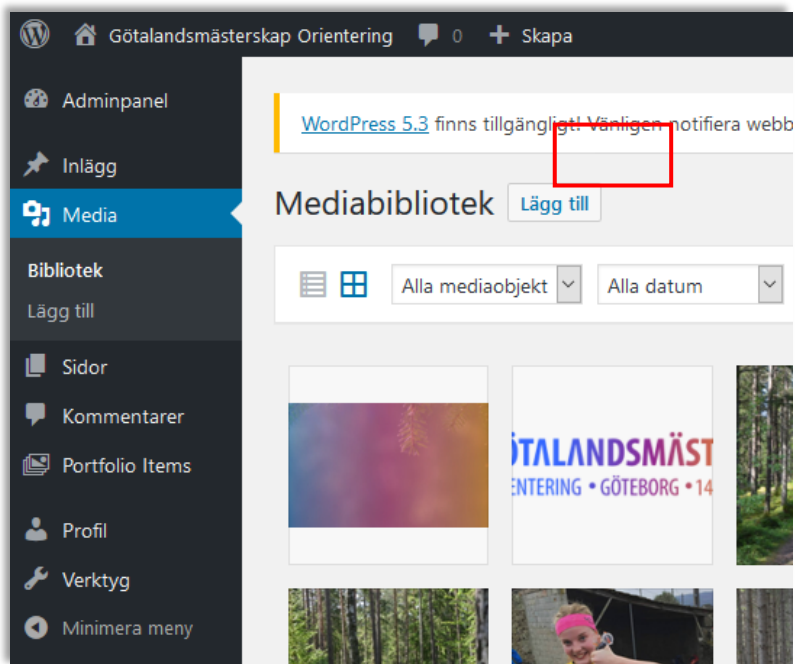 Götalandsmästerskap Orientering 0 + Skapa
Adminpanel
WordPress 5.3 finns tillgängligt! Vänligen notifiera webb
Inlägg
Media
Mediabibliotek Lägg till
Bibliotek
Lägg till
Alla mediaobjekt Alla datum
Sidor
Kommentarer
Portfolio Items
ÖTALANDSMÄST
ENTERING • GÖTEBORG • 14
Profil
Verktyg
Minimera meny